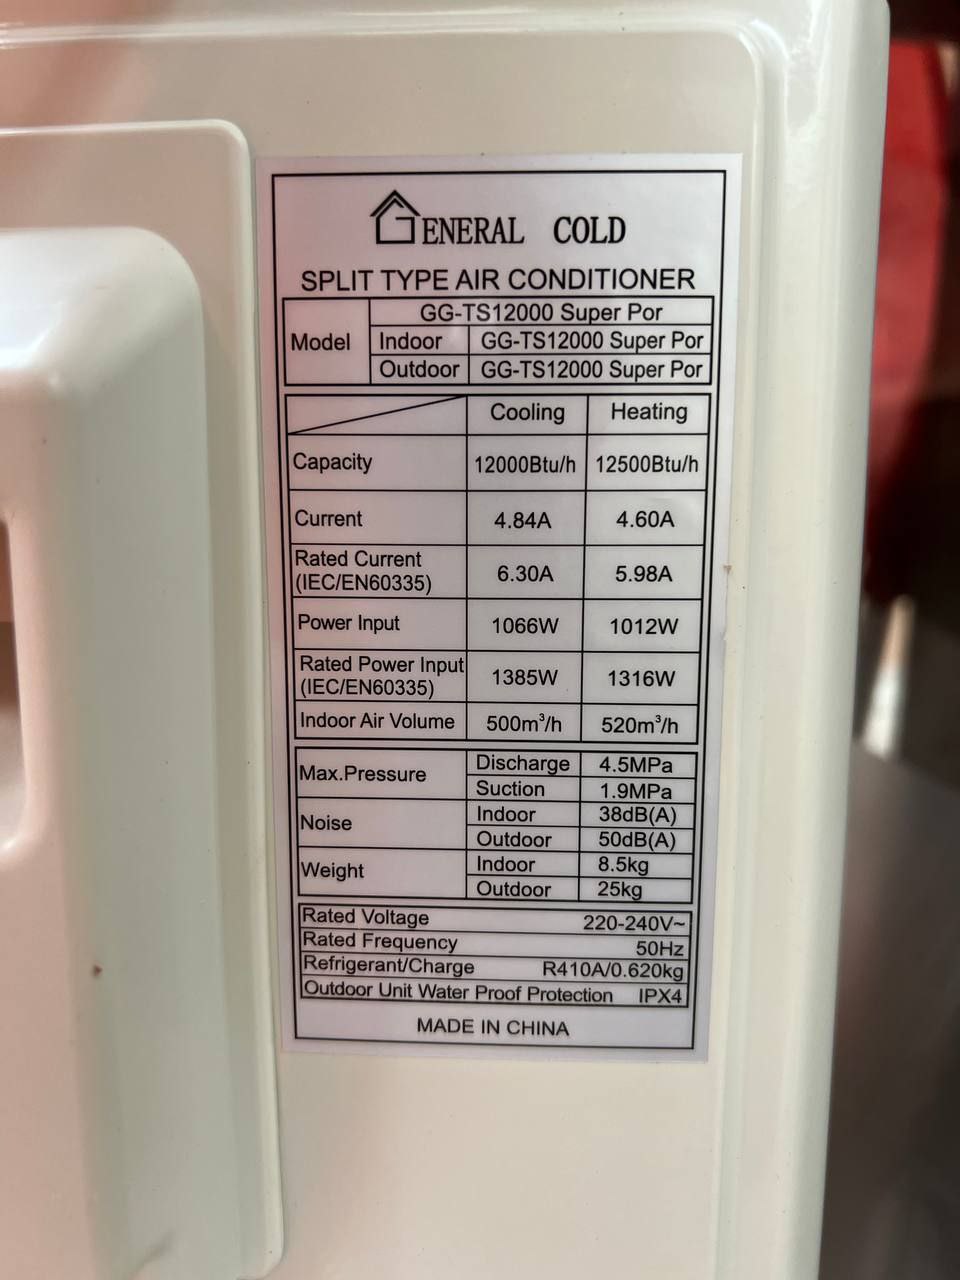 GENERAL COLD
SPLIT TYPE AIR CONDITIONER
Model GG-TS12000 Super Por
Indoor GG-TS12000 Super Por
Outdoor GG-TS12000 Super Por
Cooling Heating
Capacity 12000Btu/h 12500Btu/h
Current 4.84A 4.60A
Rated Current
(IEC/EN60335) 6.30A 5.98A
Power Input 1066W 1012W
Rated Power Input
(IEC/EN60335) 1385W 1316W
Indoor Air Volume 500m³/h 520m³/h
Max.Pressure Discharge 4.5MPa
Suction 1.9MPa
Noise Indoor 38dB(A)
Outdoor 50dB(A)
Weight Indoor 8.5kg
Outdoor 25kg
Rated Voltage 220-240V~
Rated Frequency 50Hz
Refrigerant/Charge R410A/0.620kg
Outdoor Unit Water Proof Protection IPX4
MADE IN CHINA